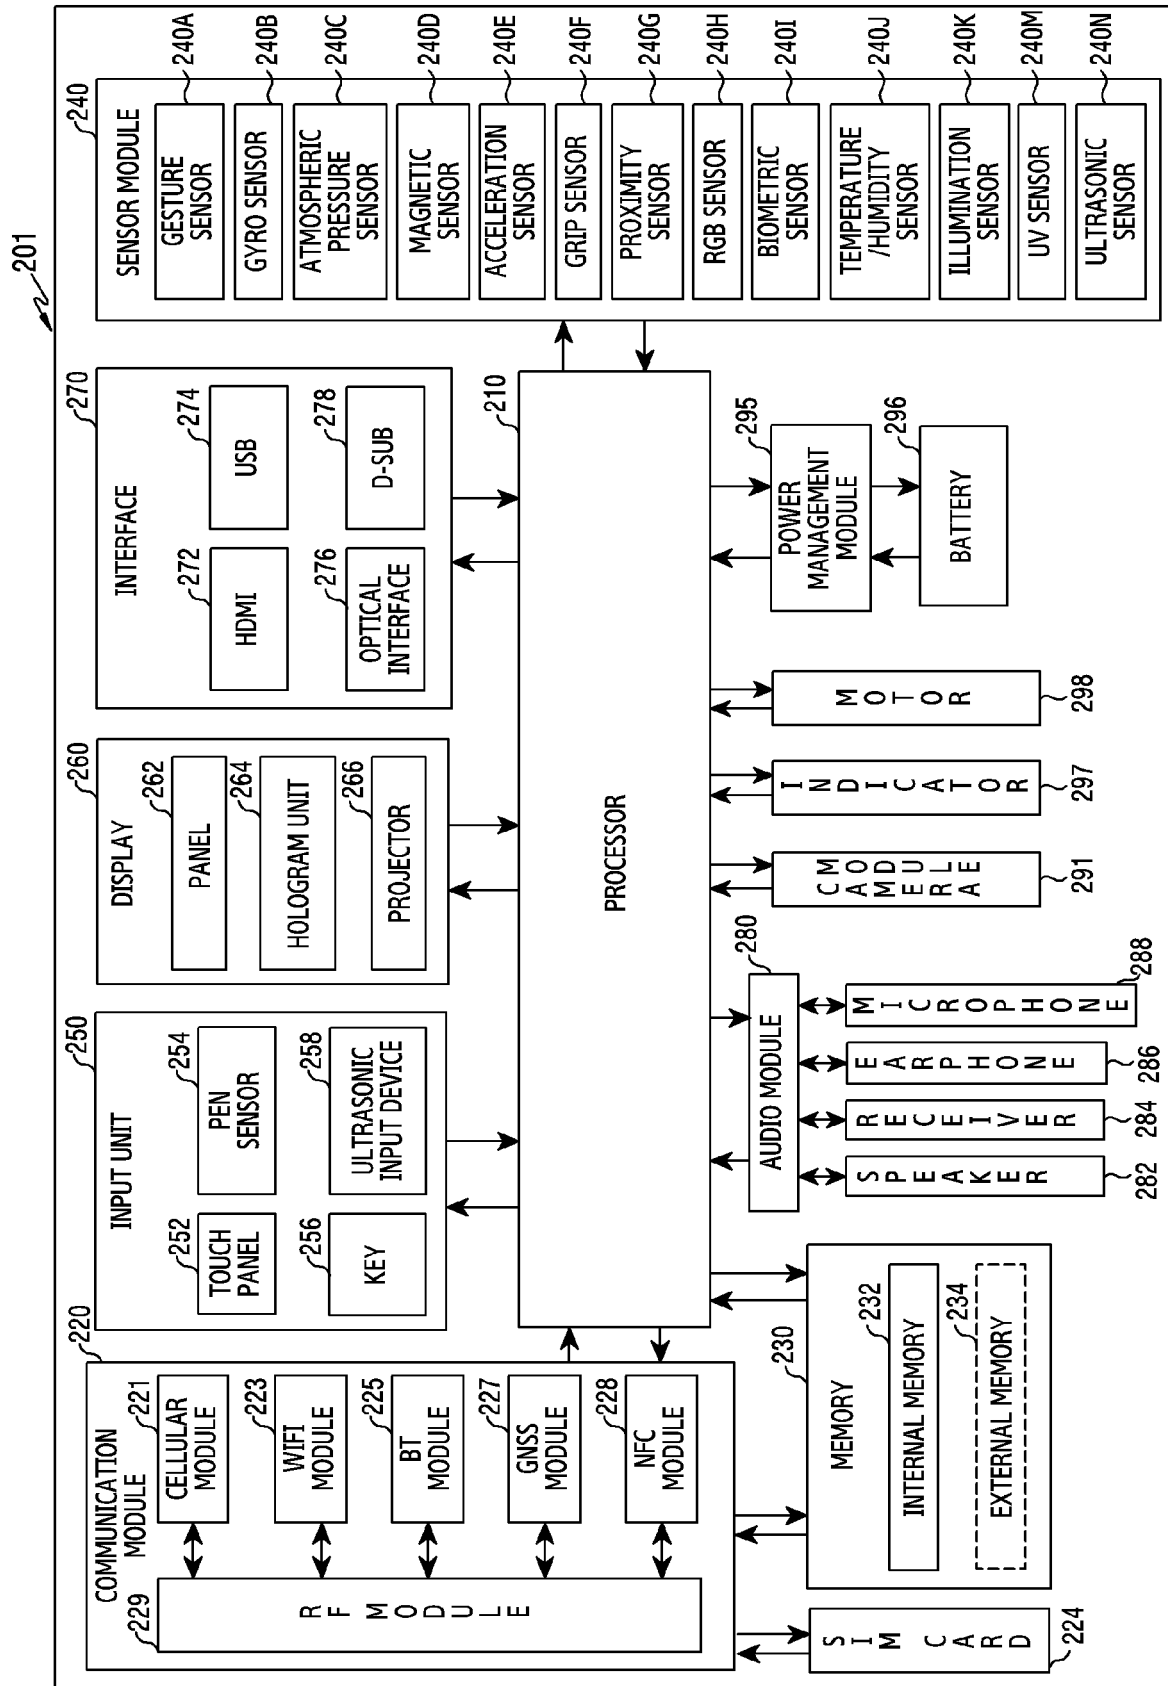 201
COMMUNICATION
MODULE
220
229
RF MODULE
221
CELLULAR
MODULE
223
WIFI
MODULE
225
BT
MODULE
227
GNSS
MODULE
228
NFC
MODULE
INPUT UNIT
250
252
TOUCH
PANEL
254
PEN
SENSOR
256
KEY
258
ULTRASONIC
INPUT DEVICE
DISPLAY
260
262
PANEL
264
HOLOGRAM UNIT
266
PROJECTOR
INTERFACE
270
272
HDMI
274
USB
276
OPTICAL
INTERFACE
278
D-SUB
SENSOR MODULE
240
GESTURE
SENSOR
240A
GYRO SENSOR
240B
ATMOSPHERIC
PRESSURE
SENSOR
240C
MAGNETIC
SENSOR
240D
ACCELERATION
SENSOR
240E
GRIP SENSOR
240F
PROXIMITY
SENSOR
240G
RGB SENSOR
240H
BIOMETRIC
SENSOR
240I
TEMPERATURE
/HUMIDITY
SENSOR
240J
ILLUMINATION
SENSOR
240K
UV SENSOR
240M
ULTRASONIC
SENSOR
240N
PROCESSOR
210
SIM CARD
224
MEMORY
230
INTERNAL MEMORY
232
EXTERNAL MEMORY
234
AUDIO MODULE
280
SPEAKER
282
RECEIVER
284
EARPHONE
286
MICROPHONE
288
CAMERA
MODULE
291
INDICATOR
297
MOTOR
298
POWER
MANAGEMENT
MODULE
295
BATTERY
296